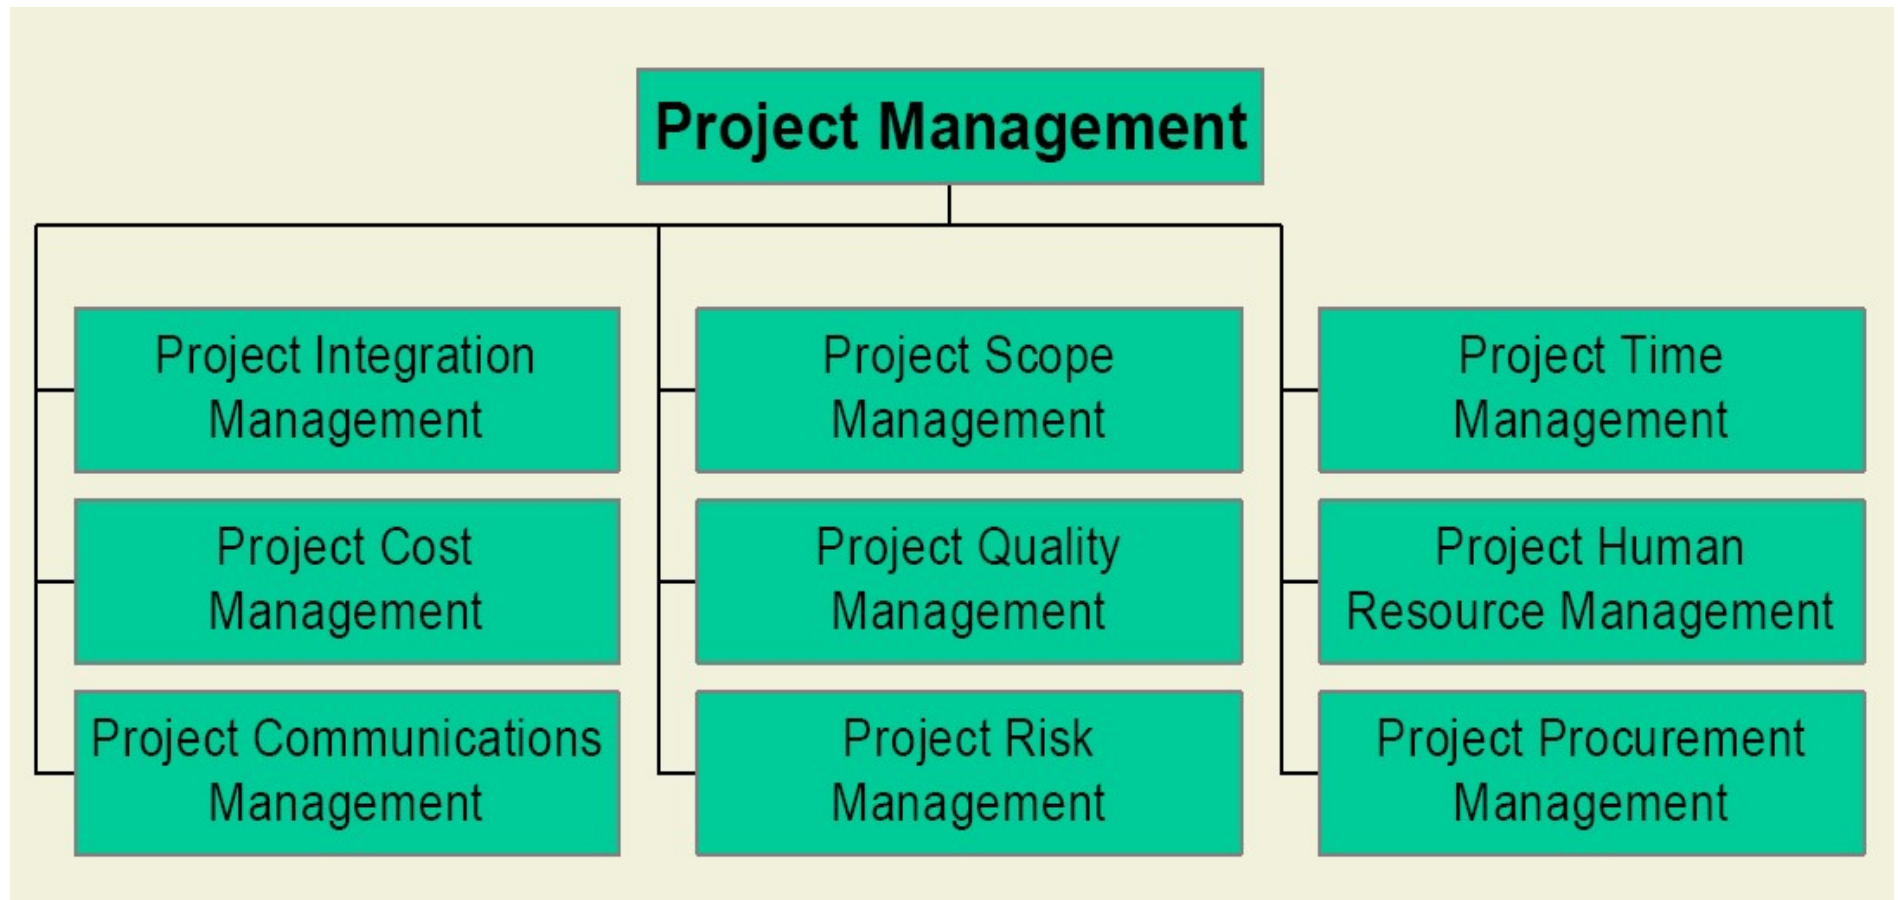 Project Management
Project Integration
Management
Project Scope
Management
Project Time
Management
Project Cost
Management
Project Quality
Management
Project Human
Resource Management
Project Communications
Management
Project Risk
Management
Project Procurement
Management